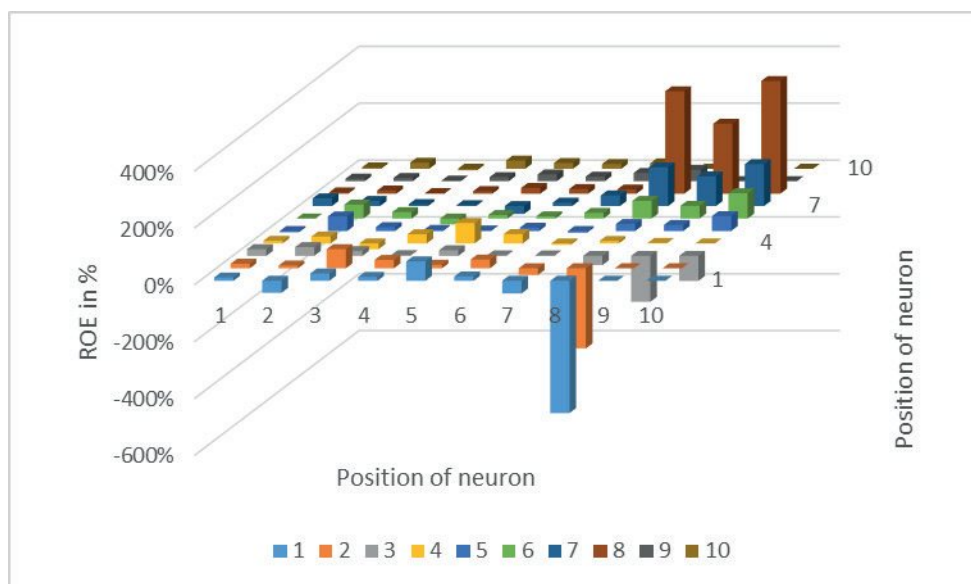 400%
200%
0%
-200%
-400%
-600%
ROE in %
1 2 3 4 5 6 7 8 9 10
Position of neuron
10
7
4
1
Position of neuron
1 2 3 4 5 6 7 8 9 10